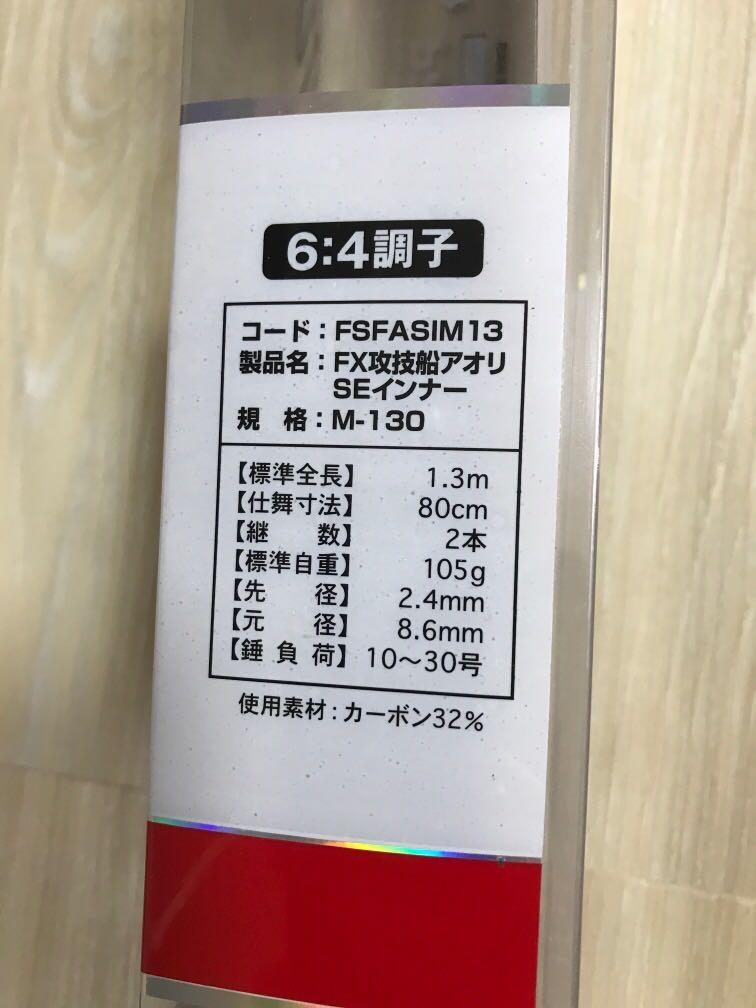 6:4調子
コード：FSFASIM13
製品名：FX攻技船アオリ
SEインナー
規　格：M-130
【標準全長】 1.3m
【仕舞寸法】 80cm
【継　数】 2本
【標準自重】 105g
【先　径】 2.4mm
【元　径】 8.6mm
【錘負荷】 10〜30号
使用素材：カーボン32%